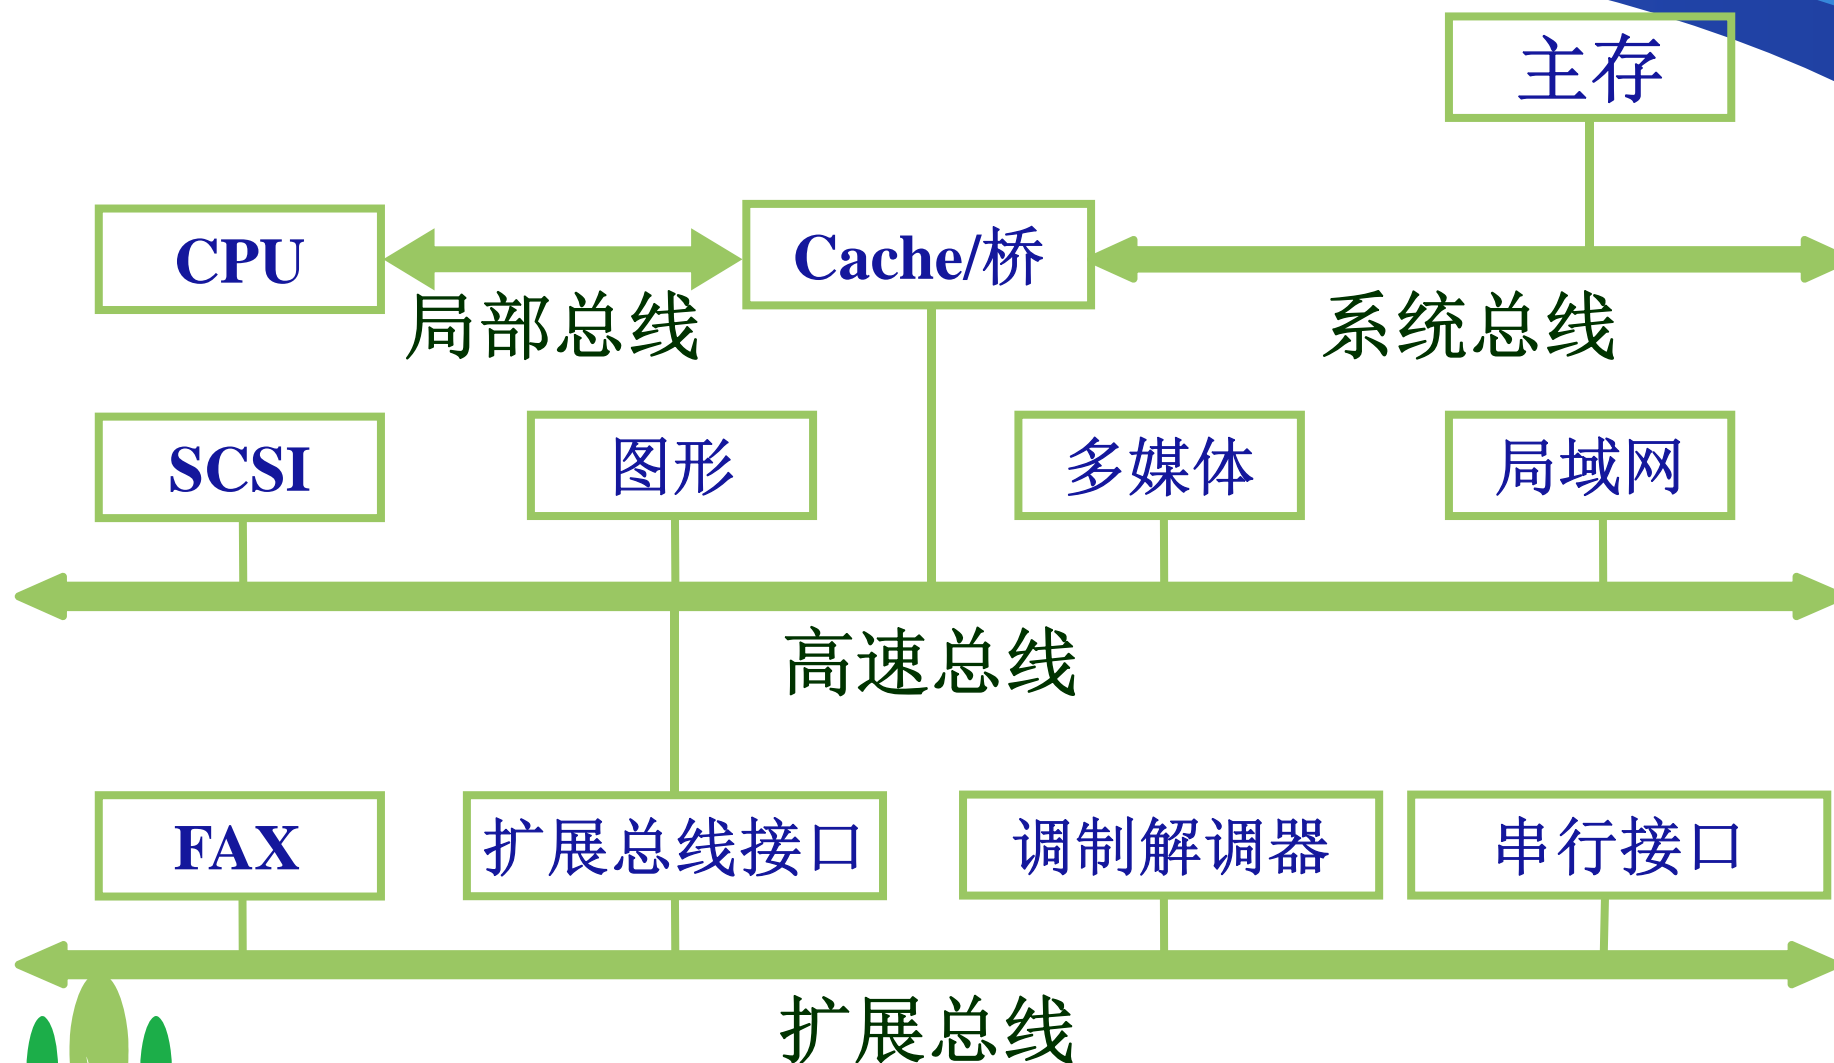 主存
CPU
Cache/桥
局部总线
系统总线
SCSI
图形
多媒体
局域网
高速总线
FAX
扩展总线接口
调制解调器
串行接口
扩展总线